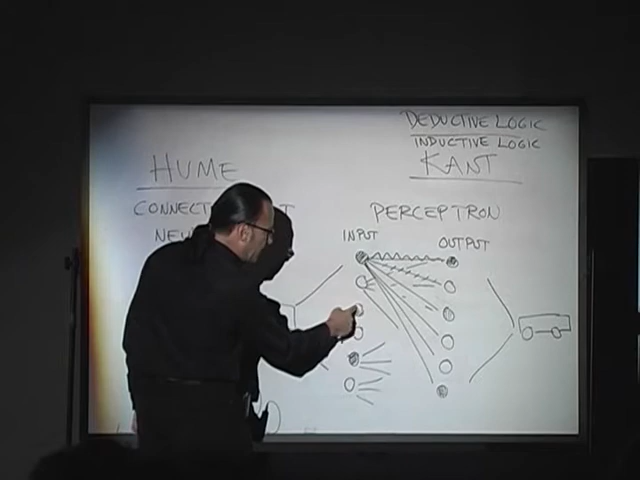 DEDUCTIVE LOGIC
INDUCTIVE LOGIC
HUME
KANT
PERCEPTRON
INPUT
OUTPUT